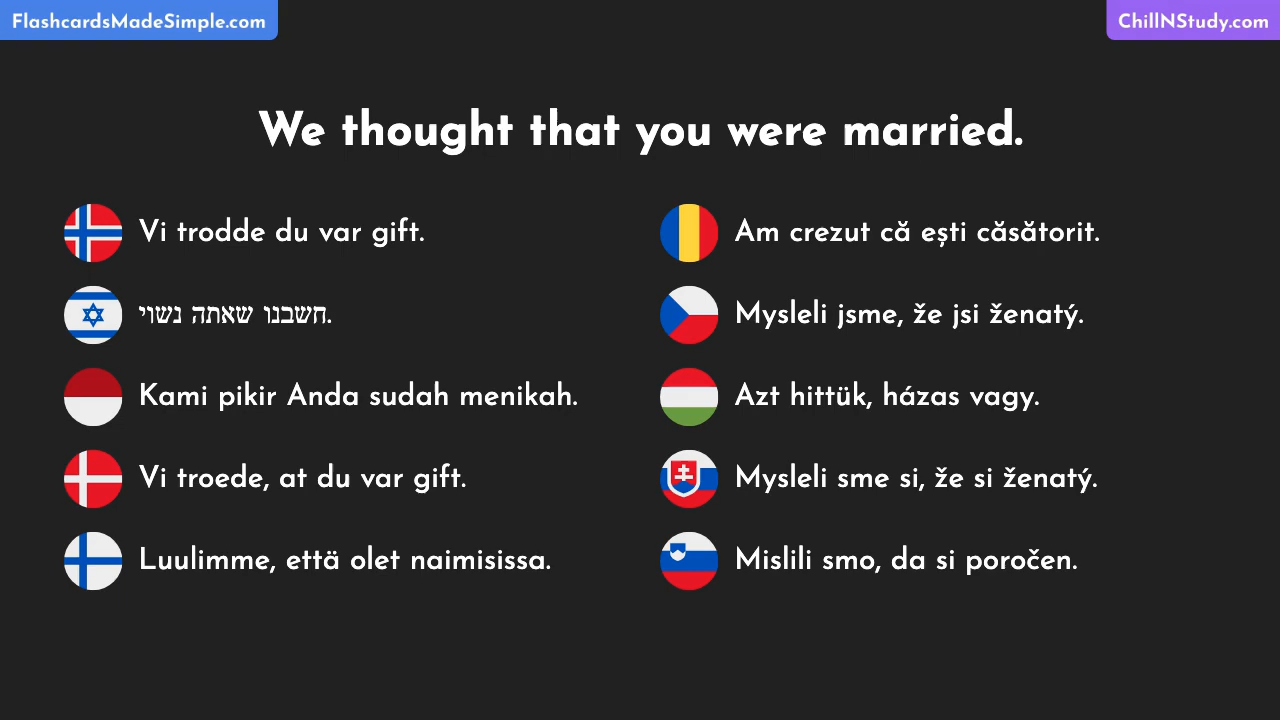 FlashcardsMadeSimple.com
ChillNStudy.com
We thought that you were married.
Vi trodde du var gift.
חשבנו שאתה נשוי.
Kami pikir Anda sudah menikah.
Vi troede, at du var gift.
Luulimme, että olet naimisissa.
Am crezut că ești căsătorit.
Mysleli jsme, že jsi ženatý.
Azt hittük, házas vagy.
Mysleli sme si, že si ženatý.
Mislili smo, da si poročen.